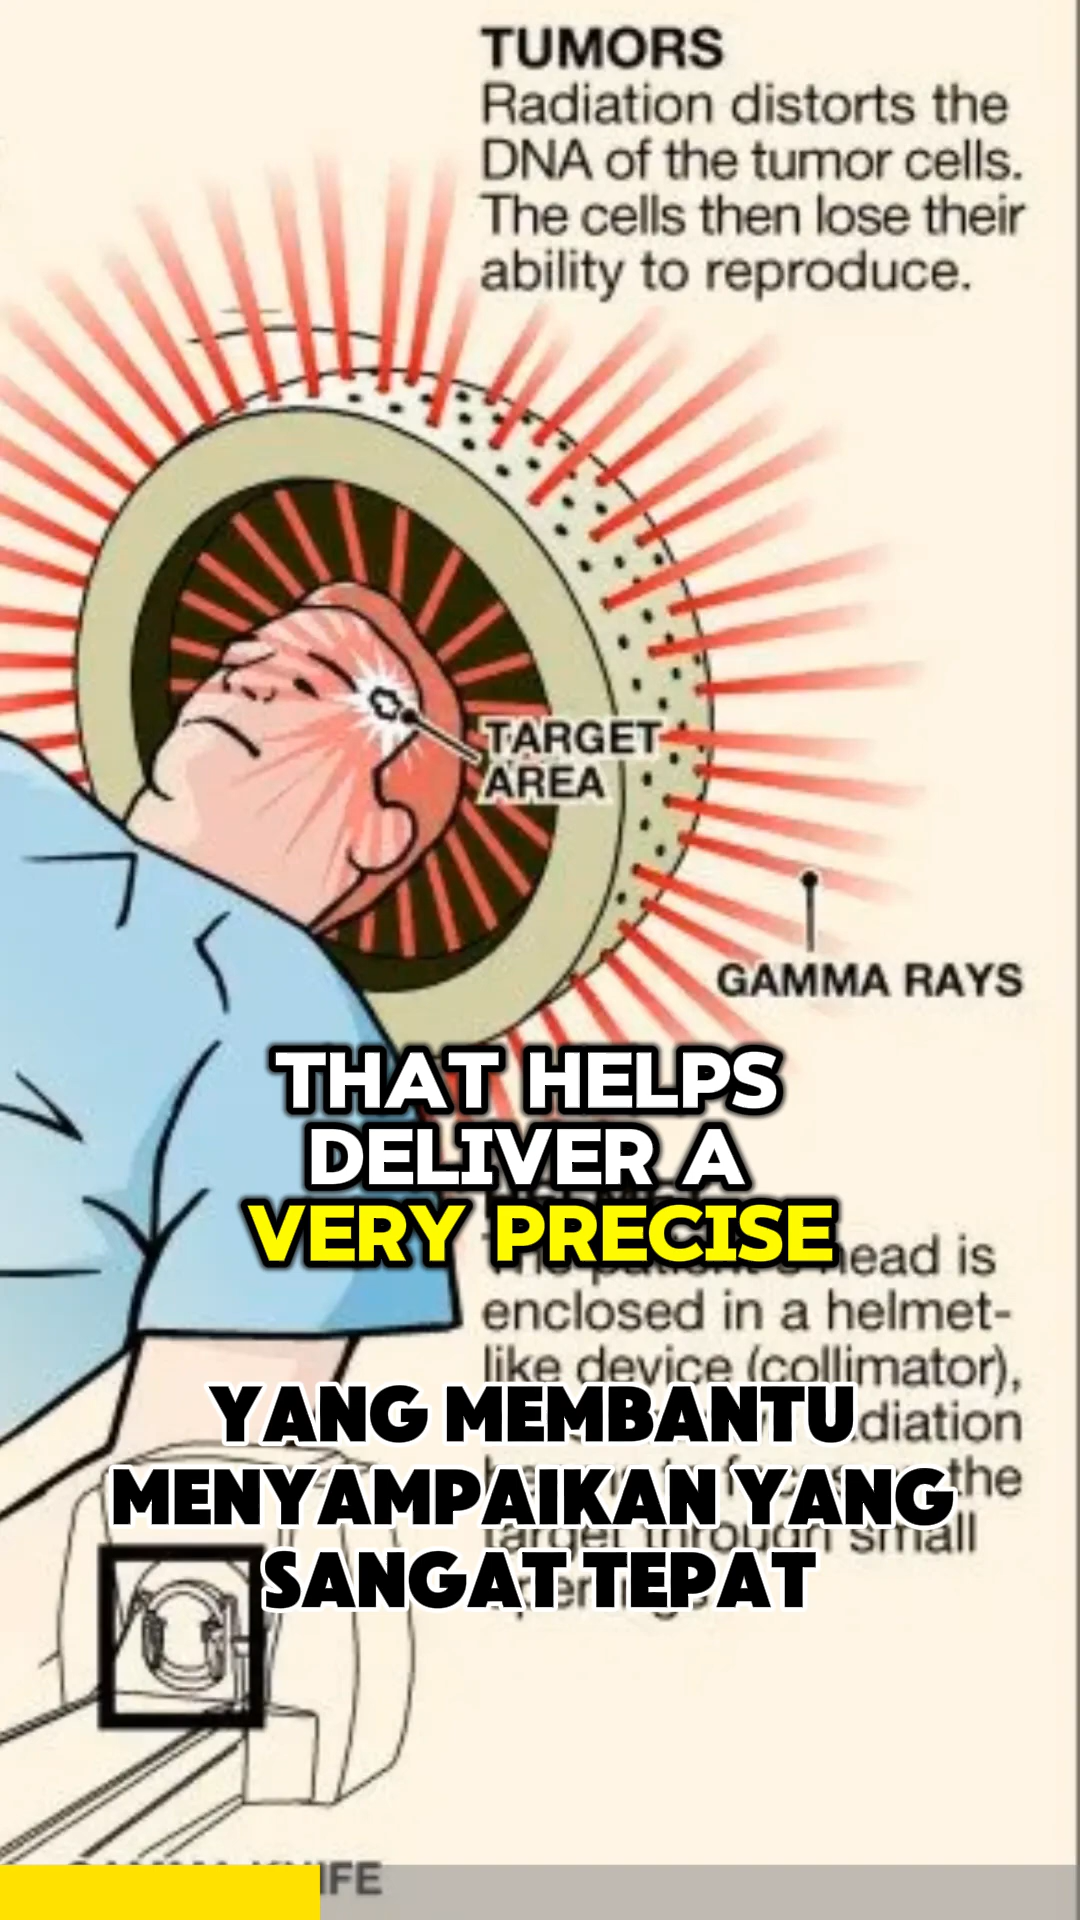 TUMORS
Radiation distorts the
DNA of the tumor cells.
The cells then lose their
ability to reproduce.
TARGET
AREA
GAMMA RAYS
THAT HELPS
DELIVER A
VERY PRECISE
head is
enclosed in a helmet-
like device (collimator),
the
target through small
YANG MEMBANTU
MENYAMPAIKAN YANG
SANGAT TEPAT